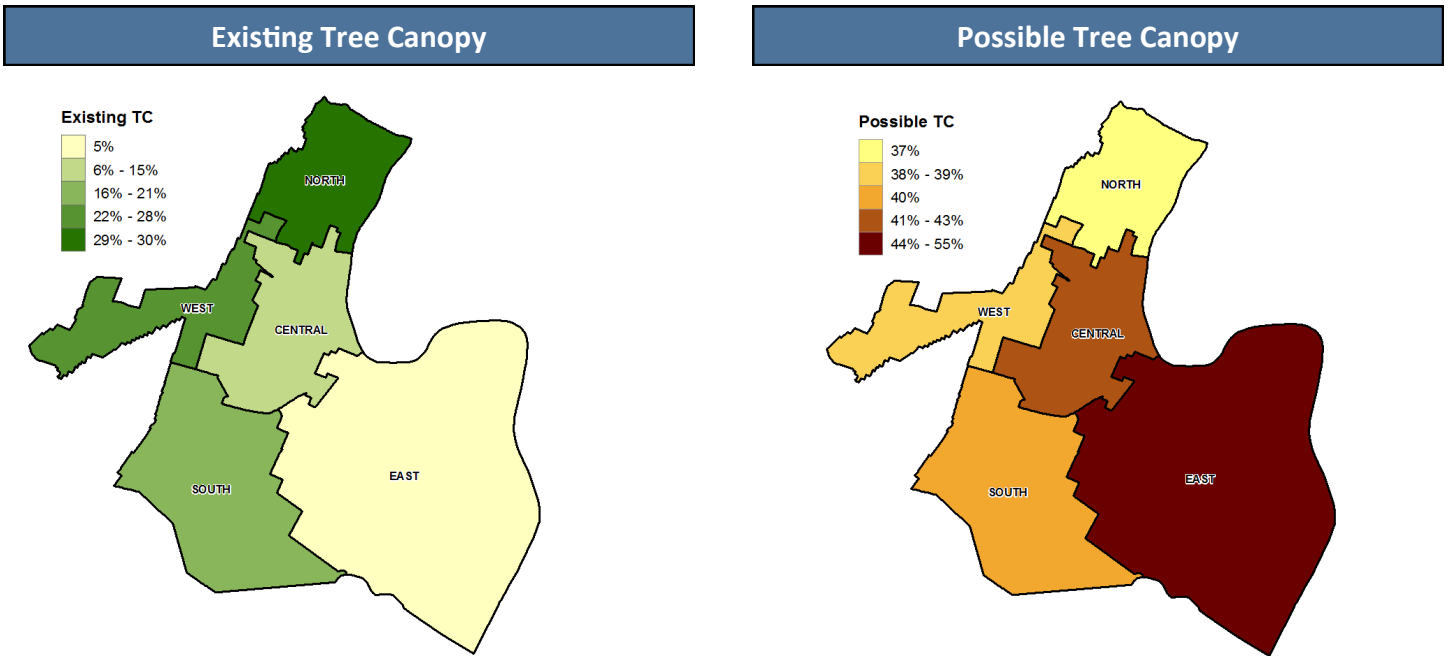 Existing Tree Canopy
Existing TC
5%
6% - 15%
16% - 21%
22% - 28%
29% - 30%
NORTH
WEST
CENTRAL
SOUTH
EAST
Possible Tree Canopy
Possible TC
37%
38% - 39%
40%
41% - 43%
44% - 55%
NORTH
WEST
CENTRAL
SOUTH
EAST